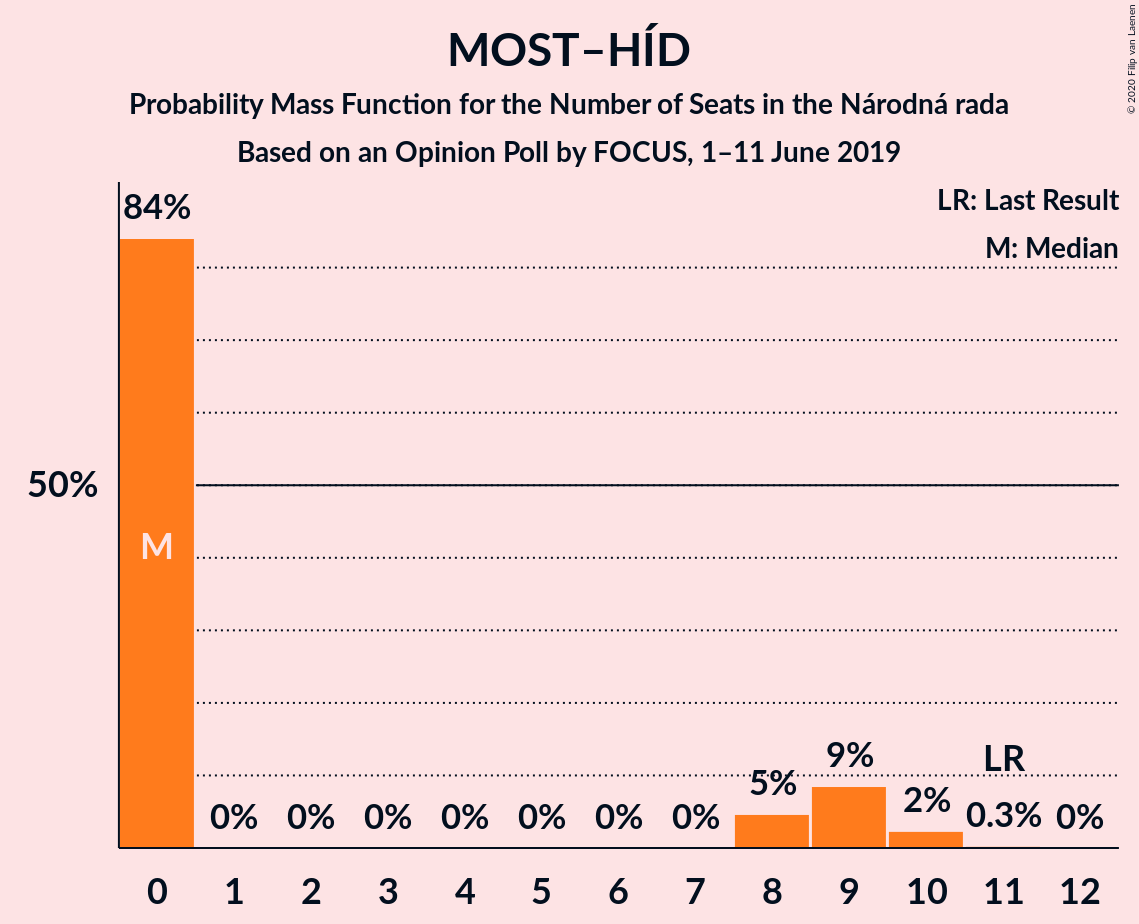 MOST–HÍD
Probability Mass Function for the Number of Seats in the Národná rada
Based on an Opinion Poll by FOCUS, 1–11 June 2019
© 2020 Filip van Laenen
LR: Last Result
M: Median
84%
50%
M
0% 0% 0% 0% 0% 0% 0% 5% 9% 2% 0.3% 0%
LR
0 1 2 3 4 5 6 7 8 9 10 11 12